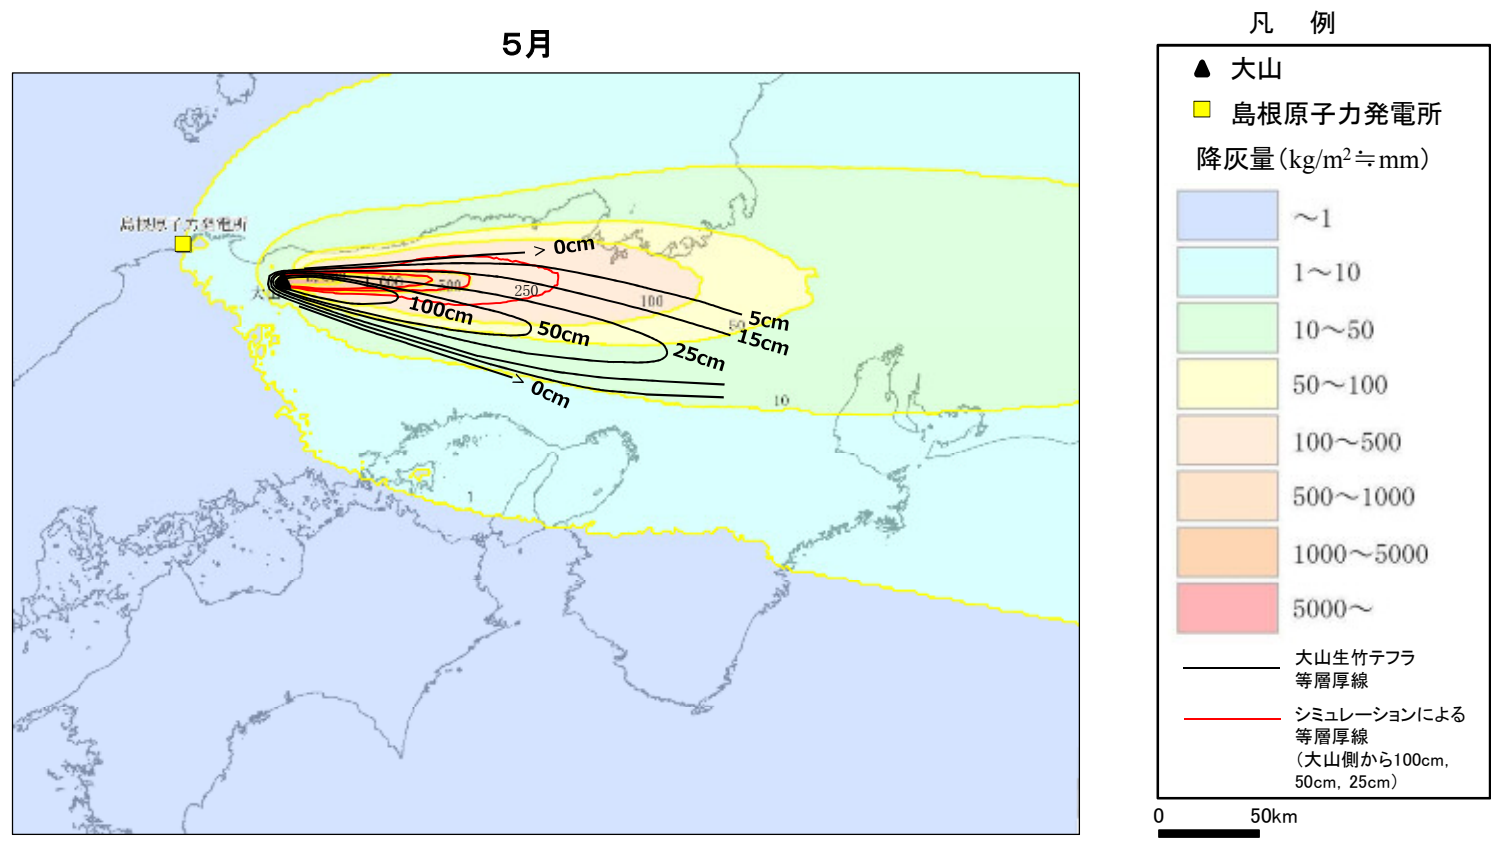 5月
凡 例
大山
島根原子力発電所
降灰量(kg/m²≒mm)
～1
1～10
10～50
50～100
100～500
500～1000
1000～5000
5000～
大山生竹テフラ
等層厚線
シミュレーションによる
等層厚線
(大山側から100cm,
50cm, 25cm)
0 50km
島根原子力発電所
大山
> 0cm
500
250
100
100cm
50cm
25cm
5cm
50
15cm
> 0cm
10
1